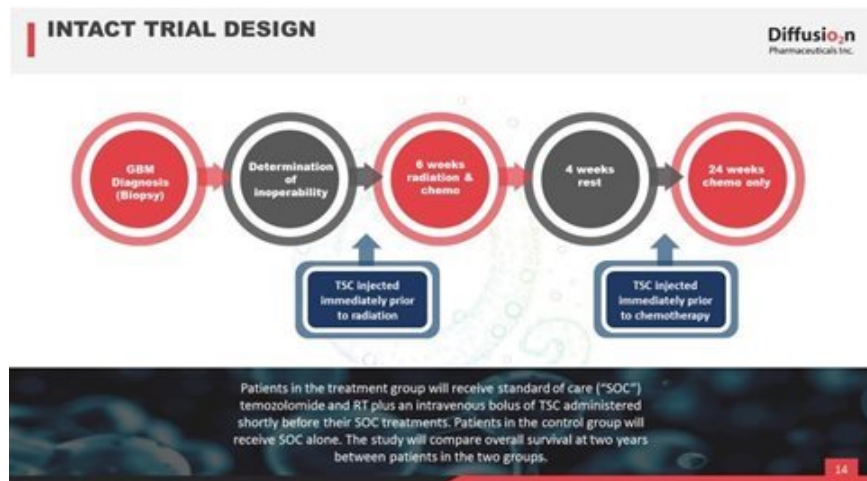 INTACT TRIAL DESIGN
Diffusio₂n
Pharmaceuticals Inc.
GBM
Diagnosis
(Biopsy)
Determination
of
inoperability
6 weeks
radiation &
chemo
4 weeks
rest
24 weeks
chemo only
TSC injected
immediately prior
to radiation
TSC injected
immediately prior
to chemotherapy
Patients in the treatment group will receive standard of care ("SOC")
temozolomide and RT plus an intravenous bolus of TSC administered
shortly before their SOC treatments. Patients in the control group will
receive SOC alone. The study will compare overall survival at two years
between patients in the two groups.
14